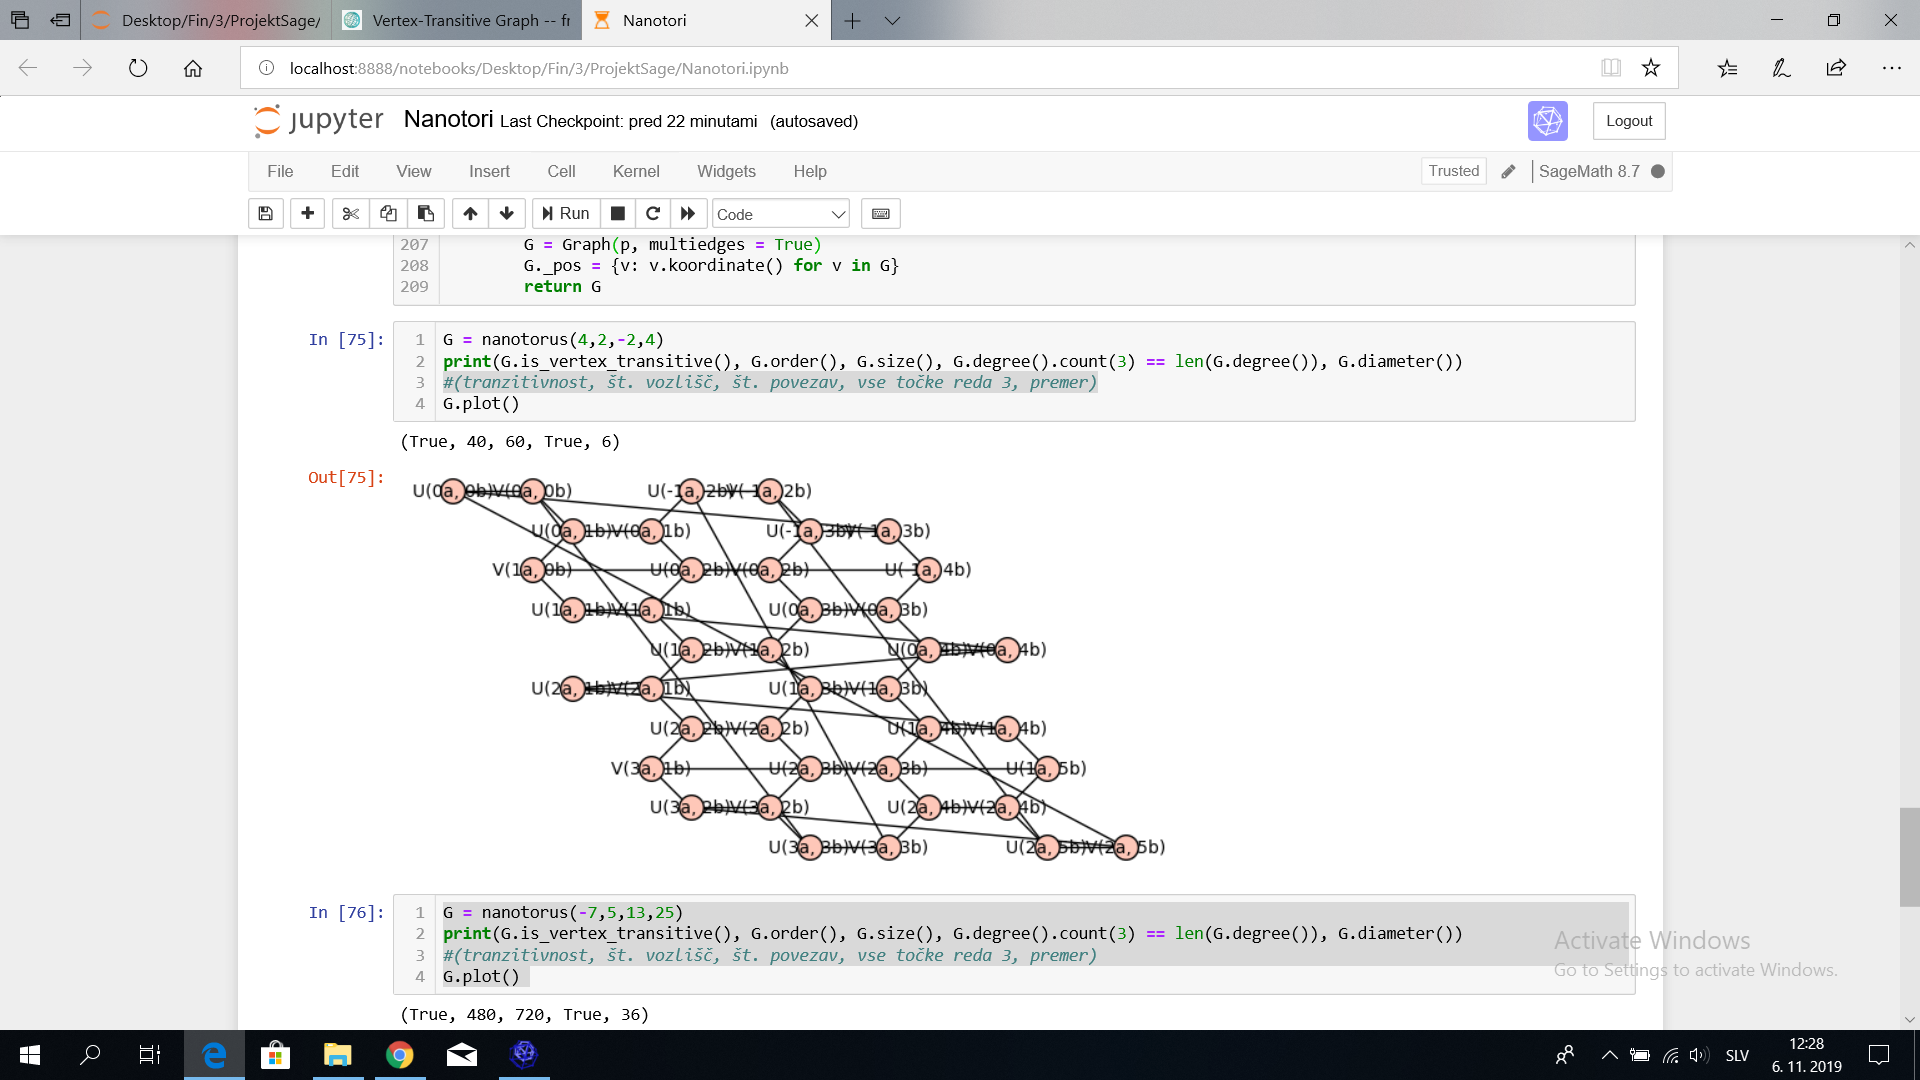 Desktop/Fin/3/ProjektSage/
Vertex-Transitive Graph -- fr
Nanotori
localhost:8888/notebooks/Desktop/Fin/3/ProjektSage/Nanotori.ipynb
jupyter Nanotori Last Checkpoint: pred 22 minutami (autosaved)
Logout
File Edit View Insert Cell Kernel Widgets Help
Trusted SageMath 8.7
Run Code
207 G = Graph(p, multiedges = True)
208 G._pos = {v: v.koordinate() for v in G}
209 return G
In [75]:
1 G = nanotorus(4,2,-2,4)
2 print(G.is_vertex_transitive(), G.order(), G.size(), G.degree().count(3) == len(G.degree()), G.diameter())
3 #(tranzitivnost, št. vozlišč, št. povezav, vse točke reda 3, premer)
4 G.plot()
(True, 40, 60, True, 6)
Out[75]:
U(0a, 0b) V(0a, 0b) U(-1a, 2b) V(-1a, 2b)
U(0a, 1b) V(0a, 1b) U(-1a, 3b) V(-1a, 3b)
V(1a, 0b) U(0a, 2b) V(0a, 2b) U(-1a, 4b)
U(1a, 1b) V(1a, 1b) U(0a, 3b) V(0a, 3b)
U(1a, 2b) V(1a, 2b) U(0a, 4b) V(0a, 4b)
U(2a, 1b) V(2a, 1b) U(1a, 3b) V(1a, 3b)
U(2a, 2b) V(2a, 2b) U(1a, 4b) V(1a, 4b)
V(3a, 1b) U(2a, 3b) V(2a, 3b) U(1a, 5b)
U(3a, 2b) V(3a, 2b) U(2a, 4b) V(2a, 4b)
U(3a, 3b) V(3a, 3b) U(2a, 5b) V(2a, 5b)
In [76]:
1 G = nanotorus(-7,5,13,25)
2 print(G.is_vertex_transitive(), G.order(), G.size(), G.degree().count(3) == len(G.degree()), G.diameter())
3 #(tranzitivnost, št. vozlišč, št. povezav, vse točke reda 3, premer)
4 G.plot()
(True, 480, 720, True, 36)
Activate Windows
Go to Settings to activate Windows.
SLV
12:28
6. 11. 2019